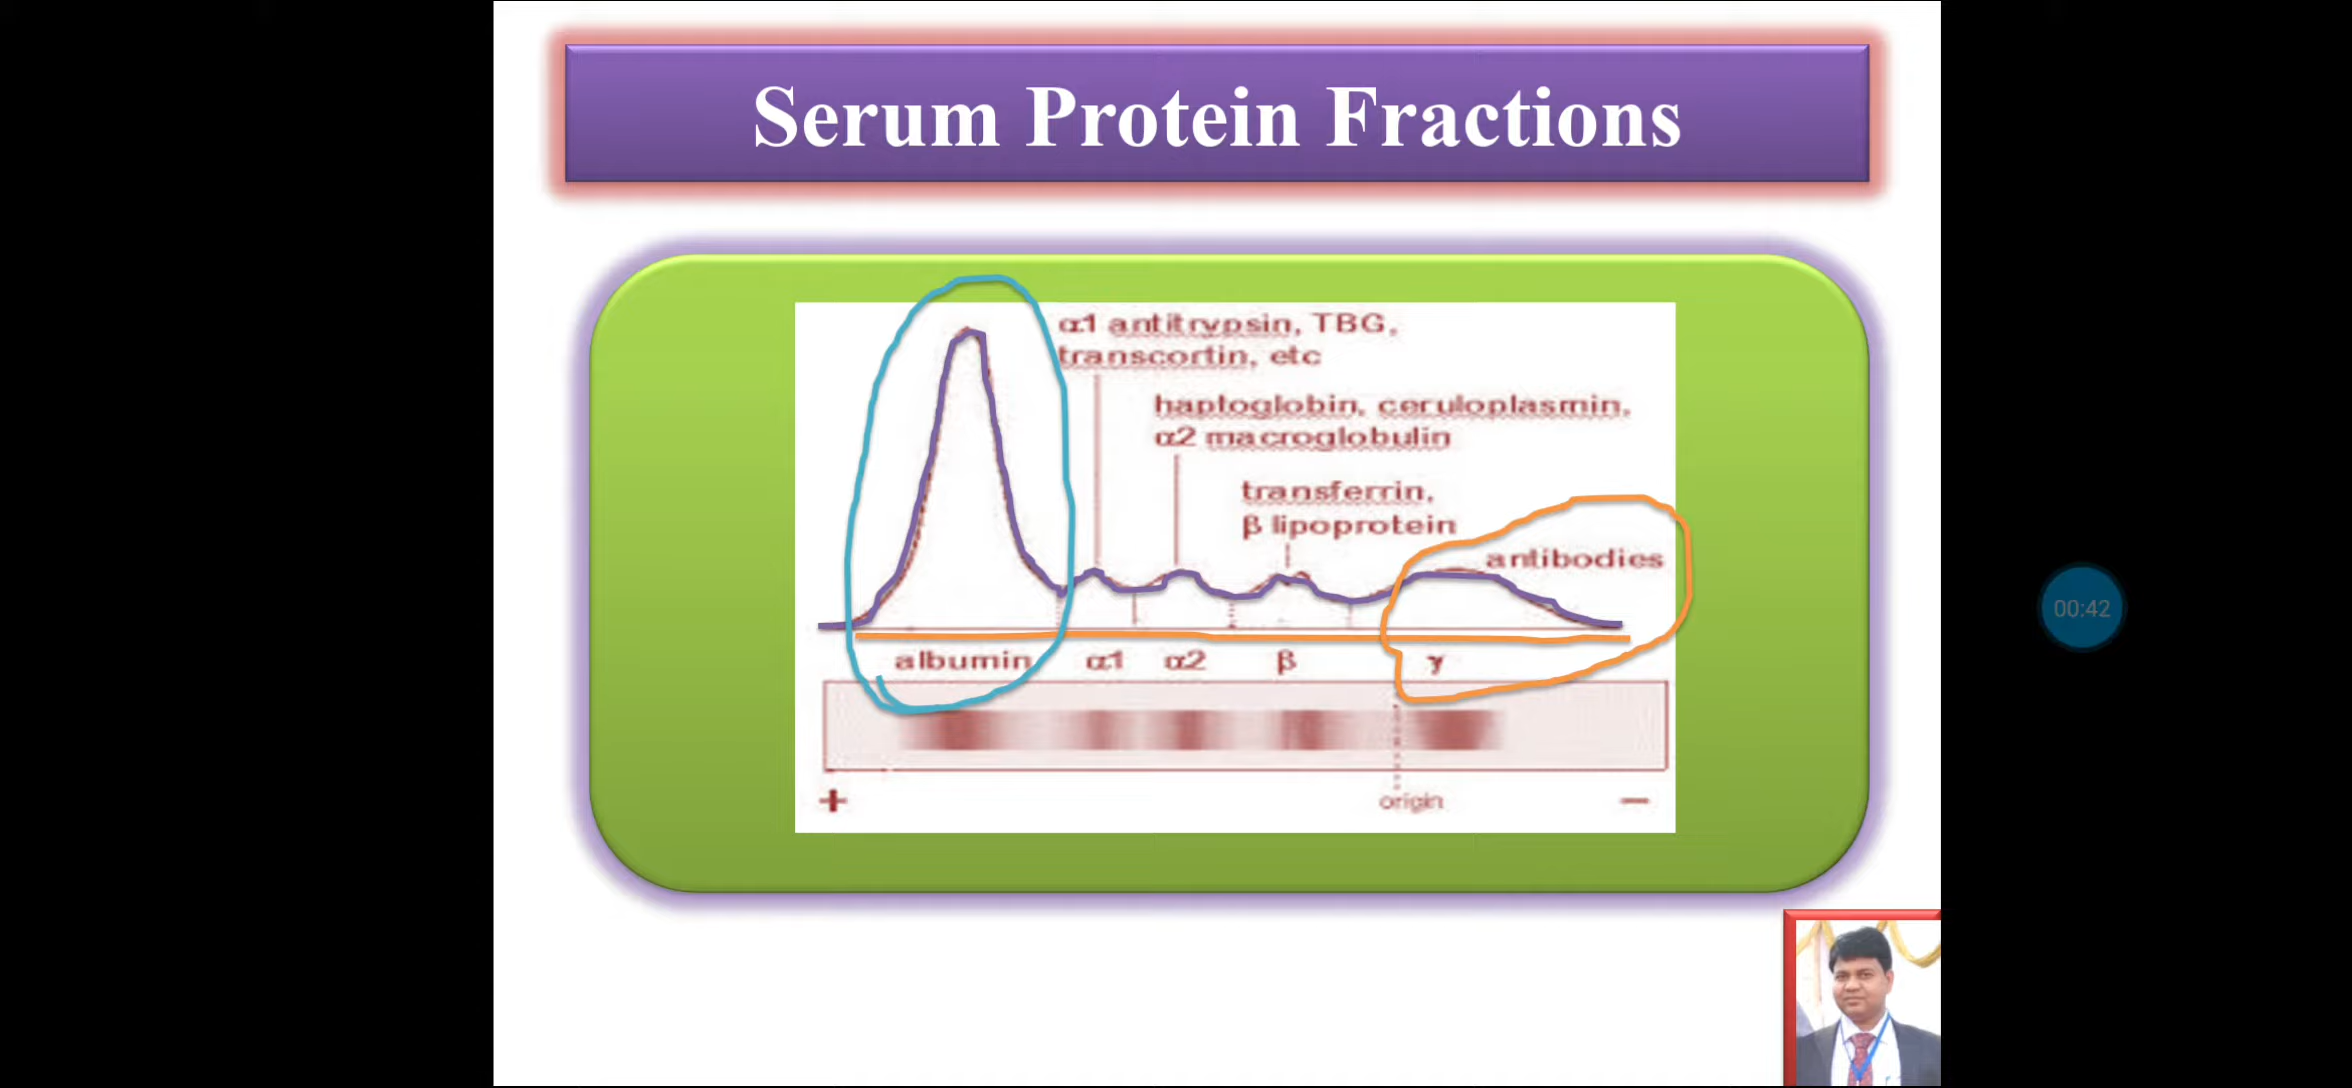 Serum Protein Fractions
α1 antitrypsin, TBG,
transcortin, etc
haptoglobin, ceruloplasmin,
α2 macroglobulin
transferrin,
β lipoprotein
antibodies
albumin α1 α2 β γ
+ origin −
00:42